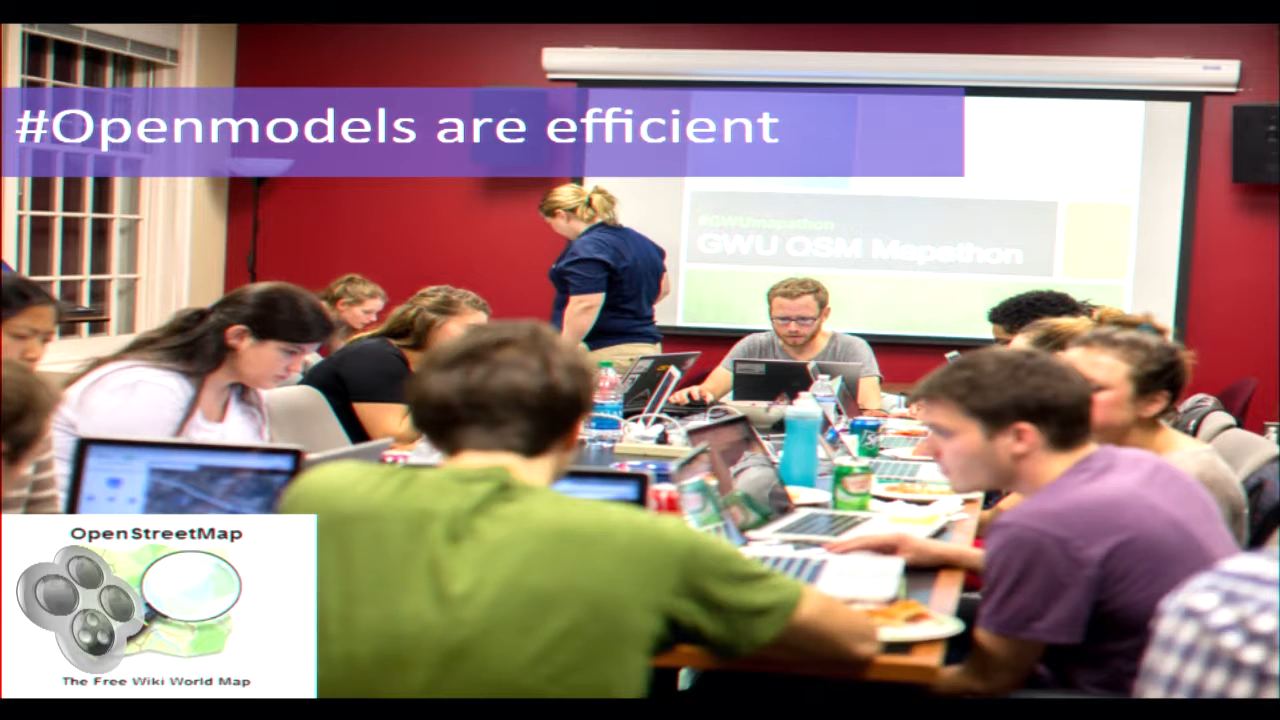 #Openmodels are efficient
#GWUmapathon
GWU OSM Mapathon
OpenStreetMap
The Free Wiki World Map